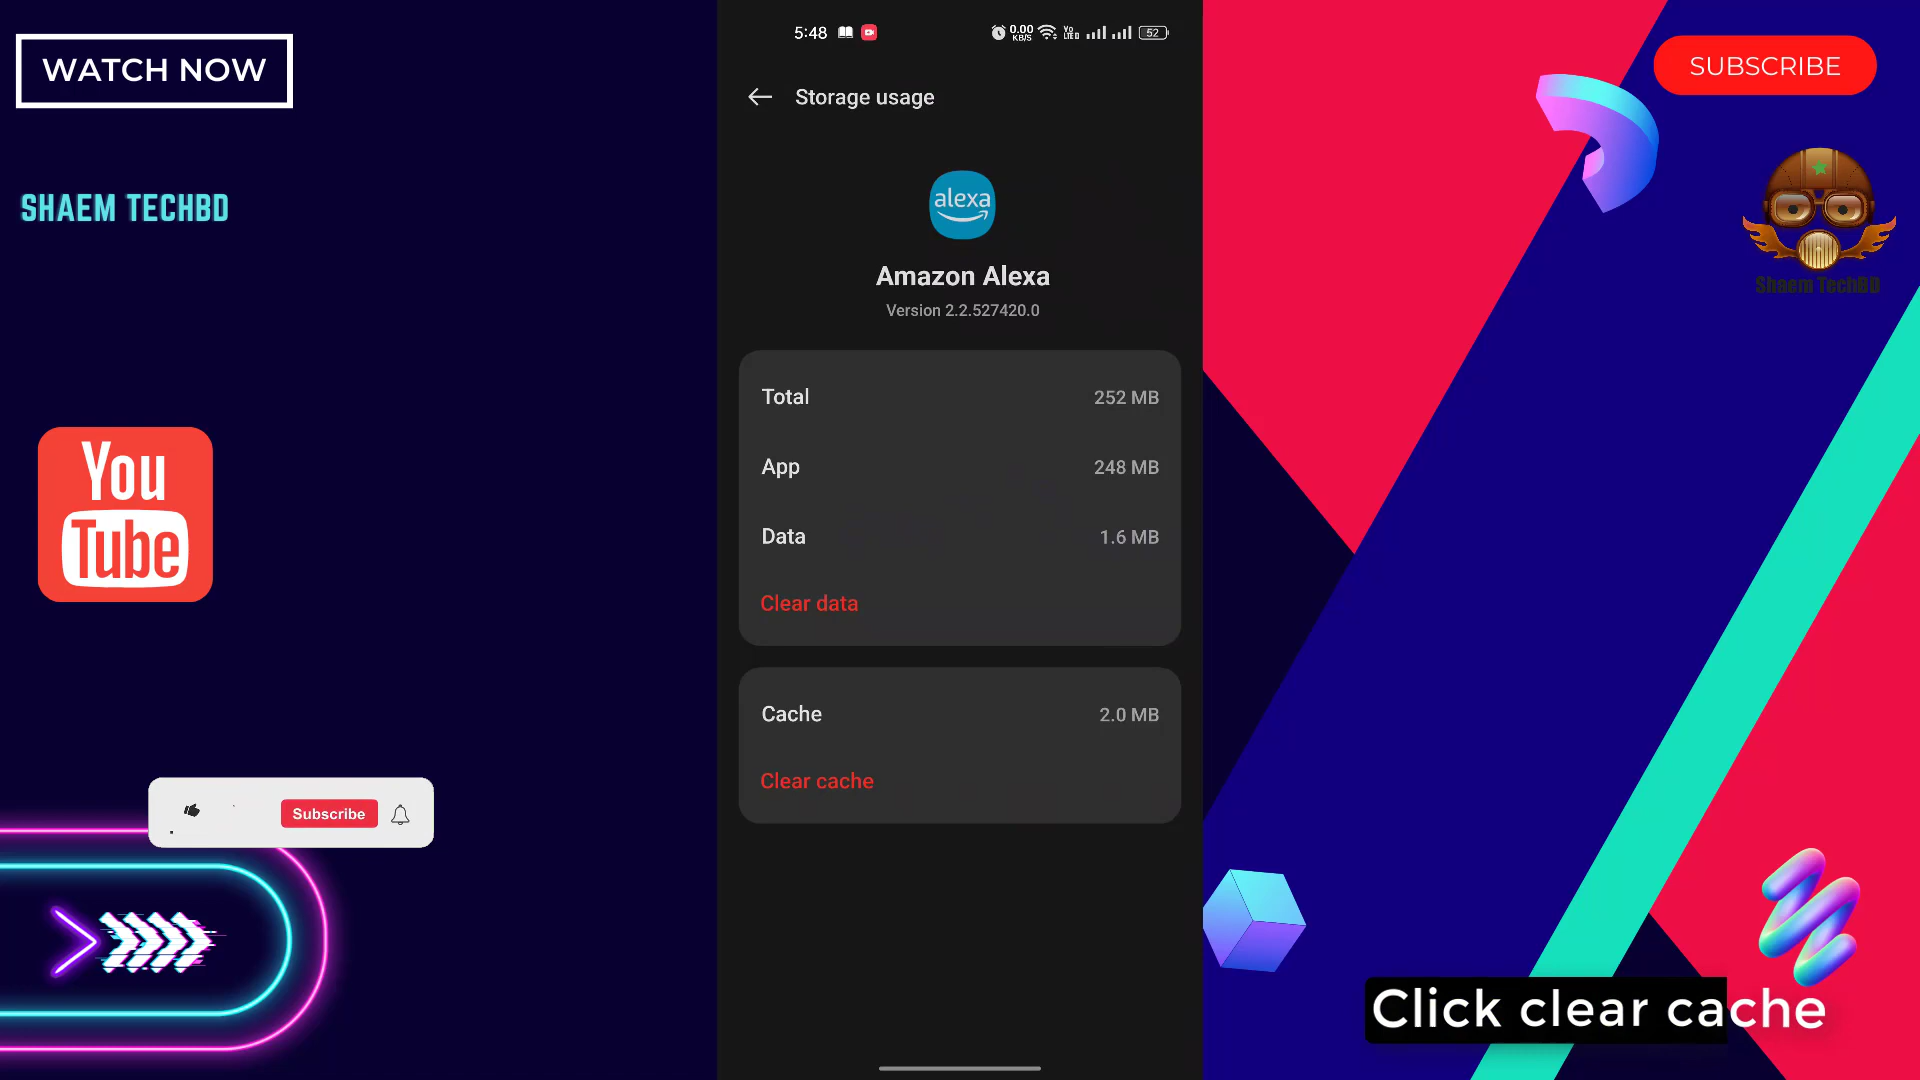 WATCH NOW
SHAEM TECHBD
You
Tube
Subscribe
5:48
0.00
KB/S
VO
LTE
52
Storage usage
alexa
Amazon Alexa
Version 2.2.527420.0
Total 252 MB
App 248 MB
Data 1.6 MB
Clear data
Cache 2.0 MB
Clear cache
SUBSCRIBE
Shaem TechBD
Click clear cache